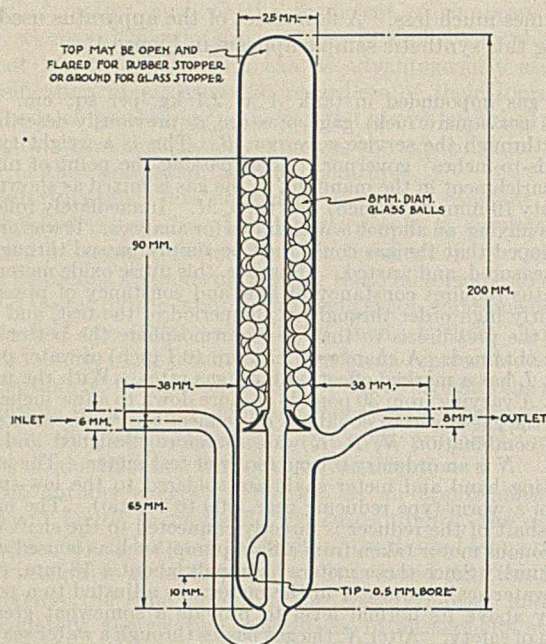 25 MM.
TOP MAY BE OPEN AND
FLARED FOR RUBBER STOPPER
OR GROUND FOR GLASS STOPPER
8 MM. DIAM.
GLASS BALLS
90 MM.
200 MM.
38 MM.
38 MM.
INLET
6 MM.
8MM
OUTLET
65 MM.
10 MM.
TIP-0.5 MM. BORE